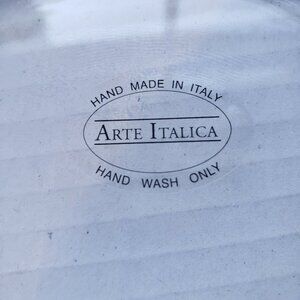 HAND MADE IN ITALY
ARTE ITALICA
HAND WASH ONLY